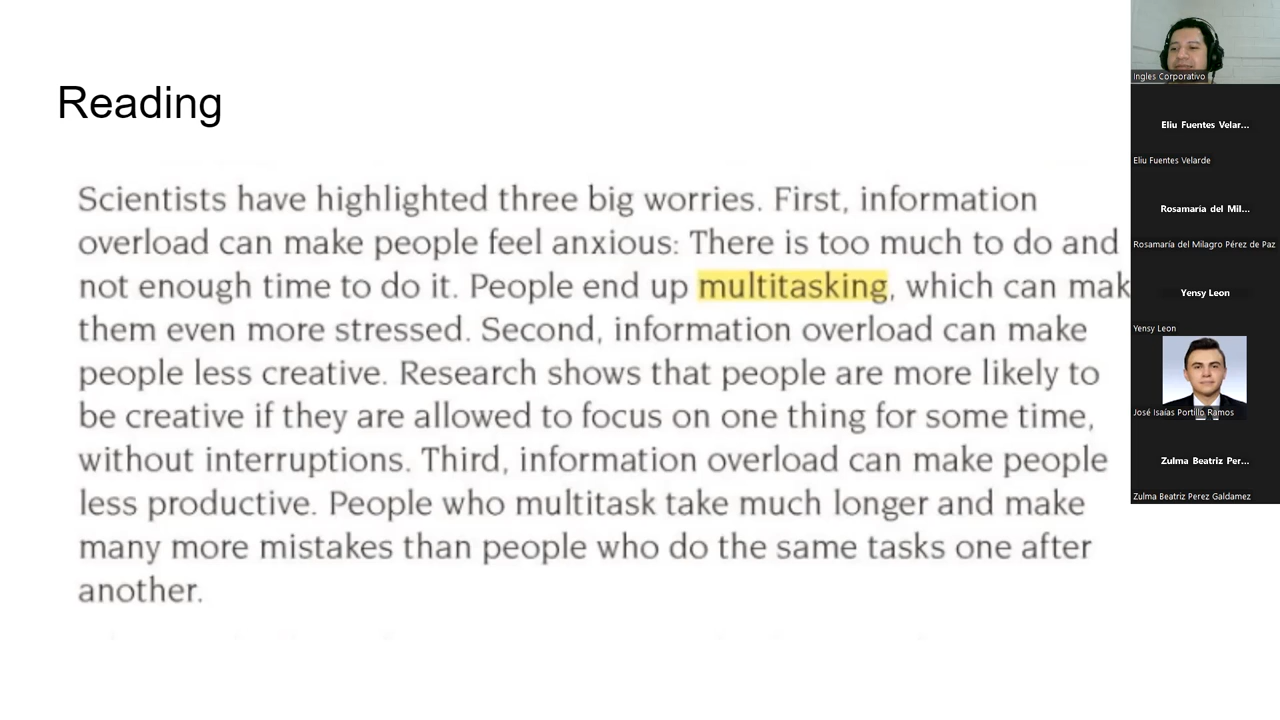 Reading
Scientists have highlighted three big worries. First, information
overload can make people feel anxious: There is too much to do and
not enough time to do it. People end up multitasking, which can mak
them even more stressed. Second, information overload can make
people less creative. Research shows that people are more likely to
be creative if they are allowed to focus on one thing for some time,
without interruptions. Third, information overload can make people
less productive. People who multitask take much longer and make
many more mistakes than people who do the same tasks one after
another.
Ingles Corporativo
Eliu Fuentes Velar...
Eliu Fuentes Velarde
Rosamaría del Mil...
Rosamaría del Milagro Pérez de Paz
Yensy Leon
Yensy Leon
José Isaías Portillo Ramos
Zulma Beatriz Per...
Zulma Beatriz Perez Galdamez